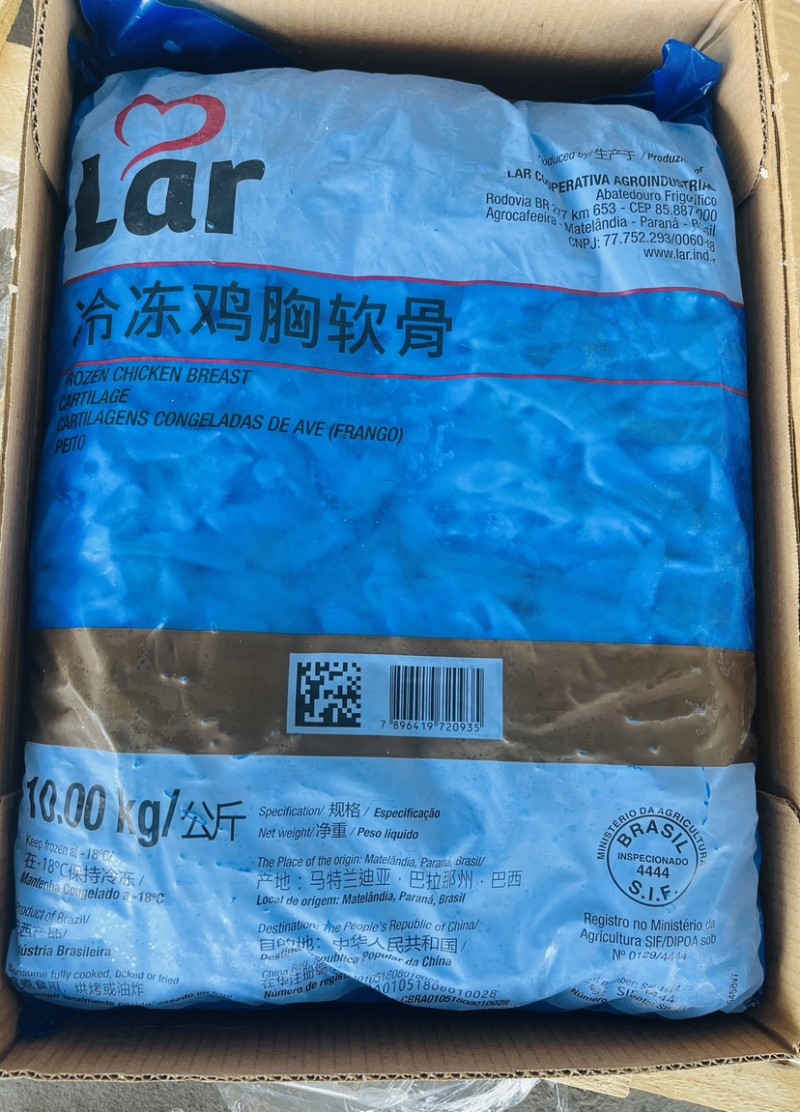 Lar
Produced by/ 生产于 / Produzido por
LAR COOPERATIVA AGROINDUSTRIAL
Abatedouro Frigorífico
Rodovia BR 277 km 653 - CEP 85.887-000
Agrocafeeira - Matelândia - Paraná - Brasil
CNPJ: 77.752.293/0060-18
www.lar.ind.
冷冻鸡胸软骨
FROZEN CHICKEN BREAST
CARTILAGE
CARTILAGENS CONGELADAS DE AVE (FRANGO)
PEITO
7 896419 720935
10.00 kg/公斤
Specification/ 规格 / Especificação
Net weight/ 净重 / Peso líquido
Keep frozen at -18°C/
在-18°C保持冷冻/
Mantenha Congelado a -18°C
The Place of the origin: Matelândia, Paraná, Brasil/
产地：马特兰迪亚 · 巴拉那州 · 巴西
Local de origem: Matelândia, Paraná, Brasil
Product of Brazil/
Indústria Brasileira
Destination: The People's Republic of China/
目的地：中华人民共和国 /
República Popular da China
Consume fully cooked,
烘烤或油炸
Número de
CBRA01051808010028
MINISTÉRIO DA AGRICULTURA
BRASIL
INSPECIONADO
4444
S.I.F.
Registro no Ministério da
Agricultura SIF/DIPOA sob
Nº 0129/4444